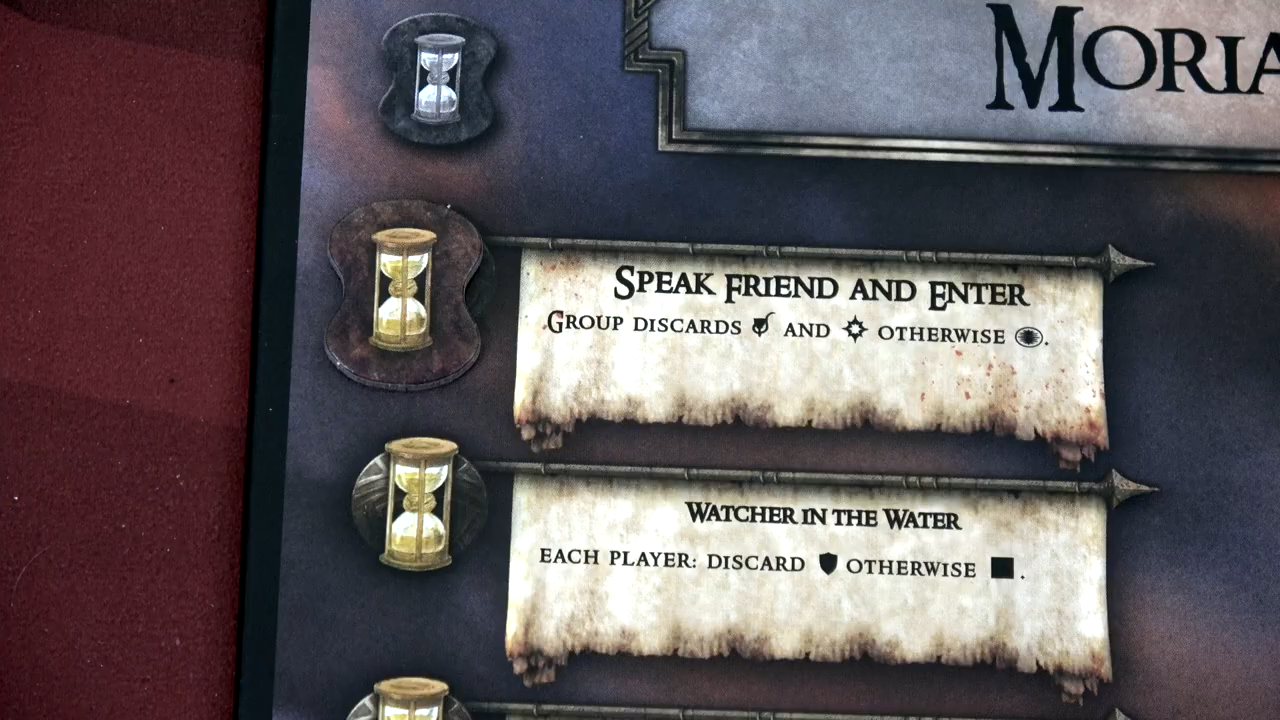 MORIA
SPEAK FRIEND AND ENTER
GROUP DISCARDS AND OTHERWISE .
WATCHER IN THE WATER
EACH PLAYER: DISCARD OTHERWISE .